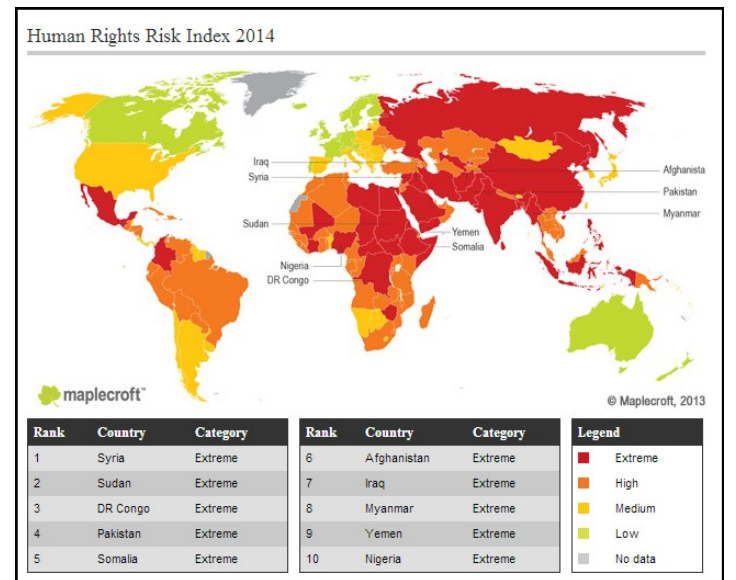 Human Rights Risk Index 2014
Iraq
Syria
Sudan
Nigeria
DR Congo
Yemen
Somalia
Afghanista
Pakistan
Myanmar
maplecroft™
© Maplecroft, 2013
Rank Country Category
1 Syria Extreme
2 Sudan Extreme
3 DR Congo Extreme
4 Pakistan Extreme
5 Somalia Extreme
Rank Country Category
6 Afghanistan Extreme
7 Iraq Extreme
8 Myanmar Extreme
9 Yemen Extreme
10 Nigeria Extreme
Legend
Extreme
High
Medium
Low
No data